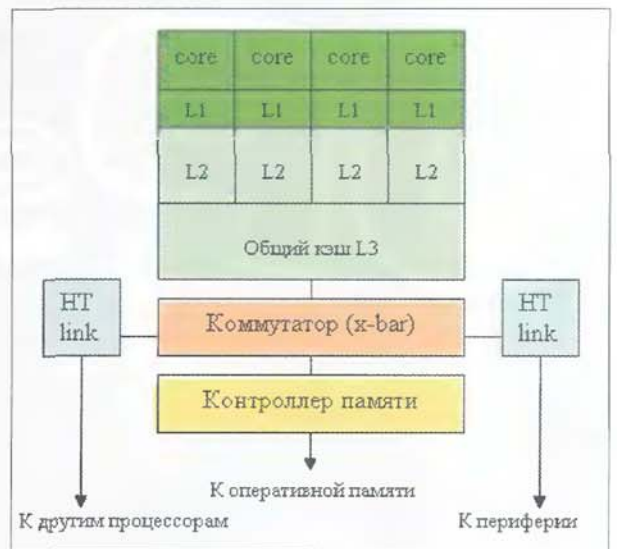 core core core core
L1 L1 L1 L1
L2 L2 L2 L2
Общий кэш L3
HT link
Коммутатор (x-bar)
HT link
Контроллер памяти
К оперативной памяти
К другим процессорам
К периферии